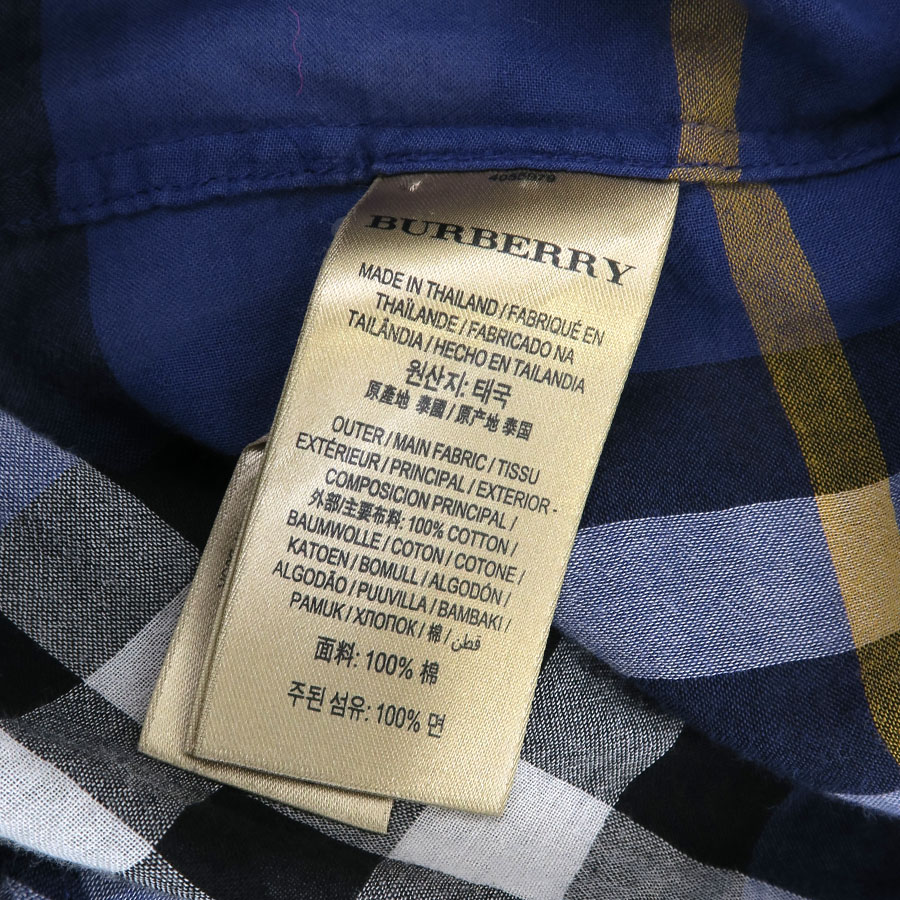 4055879
BURBERRY
MADE IN THAILAND / FABRIQUÉ EN
THAÏLANDE / FABRICADO NA
TAILÂNDIA / HECHO EN TAILANDIA
원산지: 태국
原產地 泰國 / 原产地 泰国
OUTER / MAIN FABRIC / TISSU
EXTÉRIEUR / PRINCIPAL / EXTERIOR -
COMPOSICION PRINCIPAL /
外部/主要布料: 100% COTTON /
BAUMWOLLE / COTON / COTONE /
KATOEN / BOMULL / ALGODÓN /
ALGODÃO / PUUVILLA / BAMBAKI /
PAMUK / ХЛОПОК / 棉 / قطن
面料: 100% 棉
주된 섬유: 100% 면